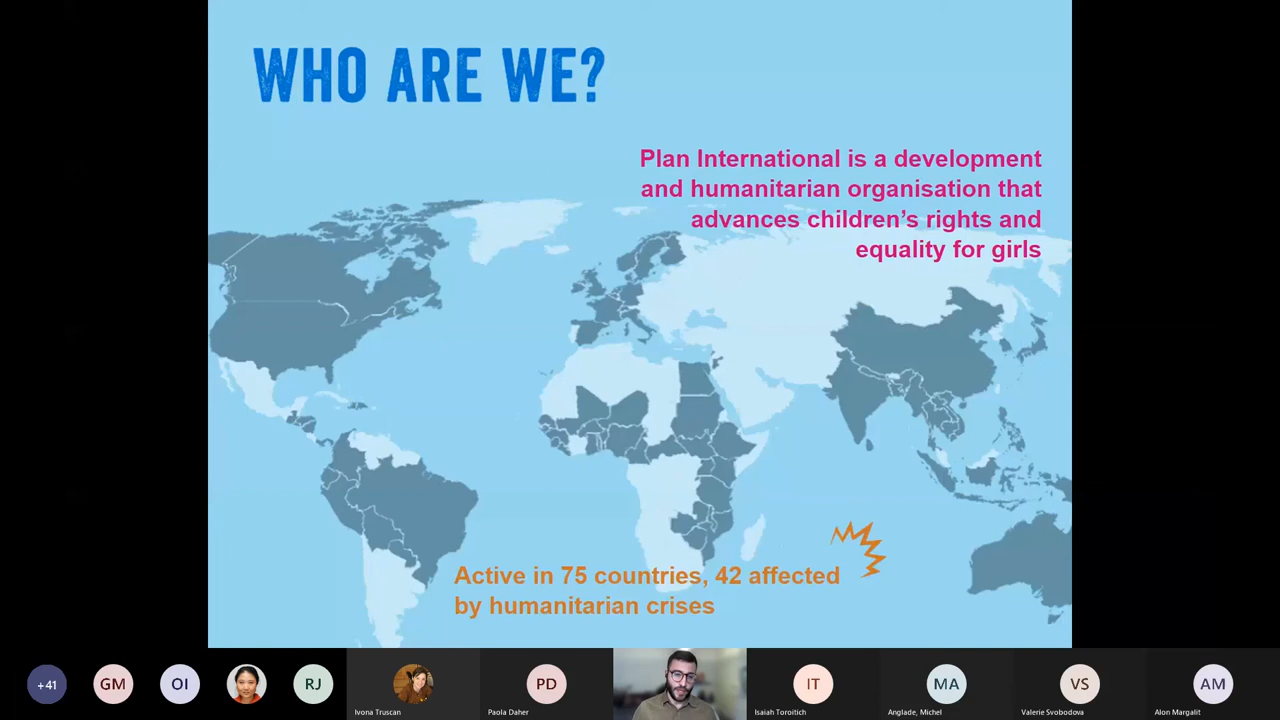 WHO ARE WE?
Plan International is a development
and humanitarian organisation that
advances children's rights and
equality for girls
Active in 75 countries, 42 affected
by humanitarian crises
+41
GM
OI
RJ
Ivona Truscan
PD
Paola Daher
IT
Isaiah Toroitich
MA
Anglade, Michel
VS
Valerie Svobodova
AM
Alon Margalit